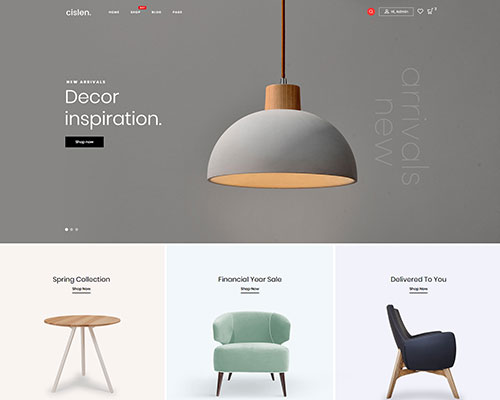 cislen.
HOME
SHOP
BLOG
PAGE
Hi, Admin
0
NEW ARRIVALS
Decor
inspiration.
Shop now
arrivals
new
Spring Collection
Shop Now
Financial Year Sale
Shop Now
Delivered To You
Shop Now